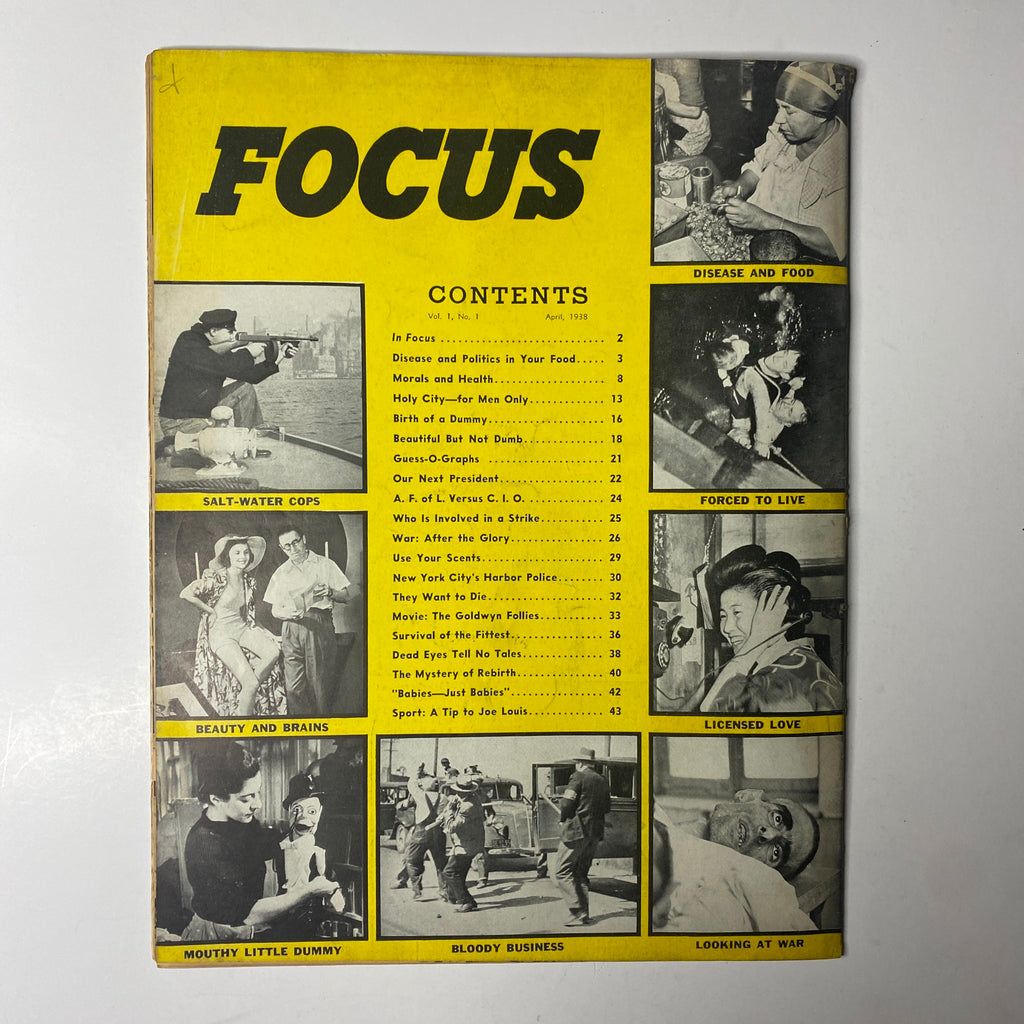 FOCUS
DISEASE AND FOOD
CONTENTS
Vol. 1, No. 1 April, 1938
In Focus .......................... 2
Disease and Politics in Your Food..... 3
Morals and Health................... 8
Holy City—for Men Only............. 13
Birth of a Dummy.................... 16
Beautiful But Not Dumb.............. 18
Guess-O-Graphs .................... 21
Our Next President.................. 22
A. F. of L. Versus C. I. O. ............ 24
Who Is Involved in a Strike........... 25
War: After the Glory................ 26
Use Your Scents..................... 29
New York City's Harbor Police........ 30
They Want to Die.................... 32
Movie: The Goldwyn Follies........... 33
Survival of the Fittest................ 36
Dead Eyes Tell No Tales.............. 38
The Mystery of Rebirth............... 40
"Babies—Just Babies"................ 42
Sport: A Tip to Joe Louis............. 43
SALT-WATER COPS
FORCED TO LIVE
BEAUTY AND BRAINS
LICENSED LOVE
MOUTHY LITTLE DUMMY
BLOODY BUSINESS
LOOKING AT WAR